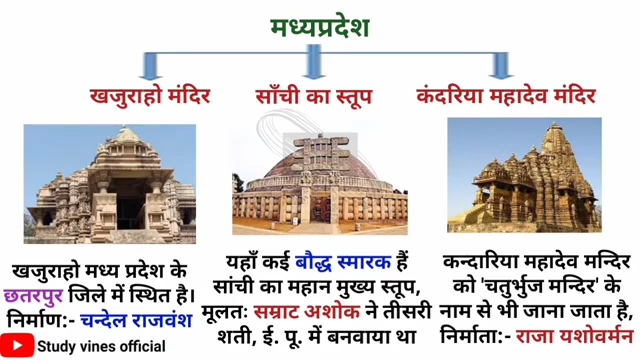 मध्यप्रदेश
खजुराहो मंदिर
साँची का स्तूप
कंदरिया महादेव मंदिर
खजुराहो मध्य प्रदेश के
छतरपुर जिले में स्थित है।
निर्माण:- चन्देल राजवंश
यहाँ कई बौद्ध स्मारक हैं
सांची का महान मुख्य स्तूप,
मूलतः सम्राट अशोक ने तीसरी
शती, ई. पू. में बनवाया था
कन्दारिया महादेव मन्दिर
को 'चतुर्भुज मन्दिर' के
नाम से भी जाना जाता है,
निर्माता:- राजा यशोवर्मन
Study vines official